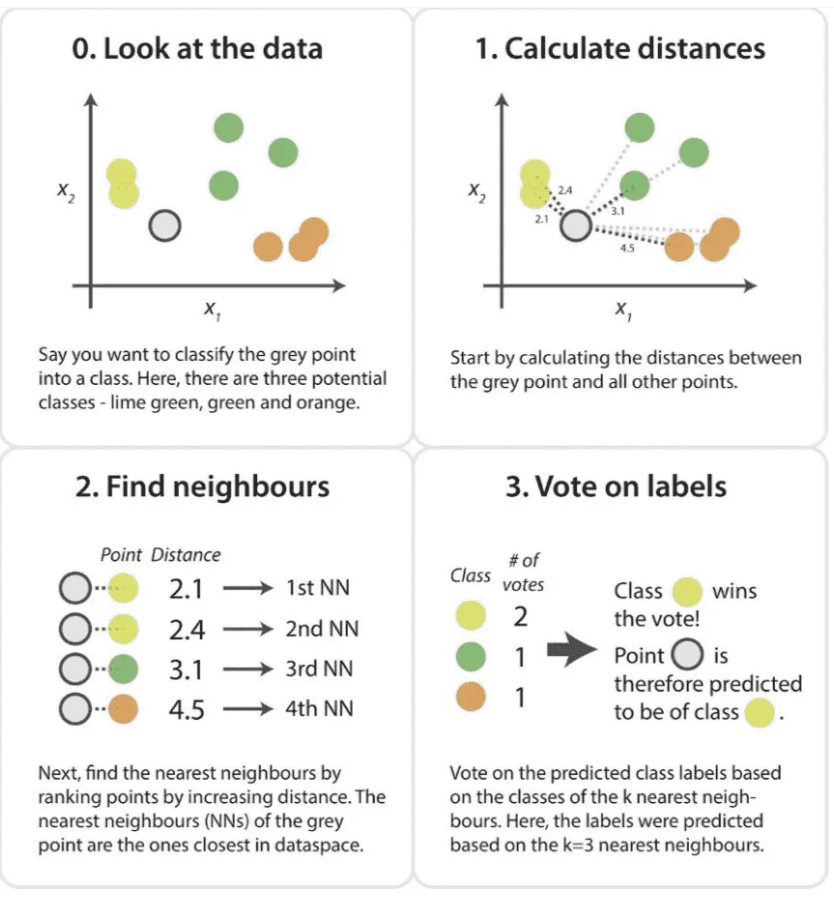 0. Look at the data
x2
x1
Say you want to classify the grey point
into a class. Here, there are three potential
classes - lime green, green and orange.
1. Calculate distances
x2
2.4
2.1
3.1
4.5
x1
Start by calculating the distances between
the grey point and all other points.
2. Find neighbours
Point Distance
2.1 1st NN
2.4 2nd NN
3.1 3rd NN
4.5 4th NN
Next, find the nearest neighbours by
ranking points by increasing distance. The
nearest neighbours (NNs) of the grey
point are the ones closest in dataspace.
3. Vote on labels
Class # of
votes
2
1
1
Class wins
the vote!
Point is
therefore predicted
to be of class .
Vote on the predicted class labels based
on the classes of the k nearest neigh-
bours. Here, the labels were predicted
based on the k=3 nearest neighbours.